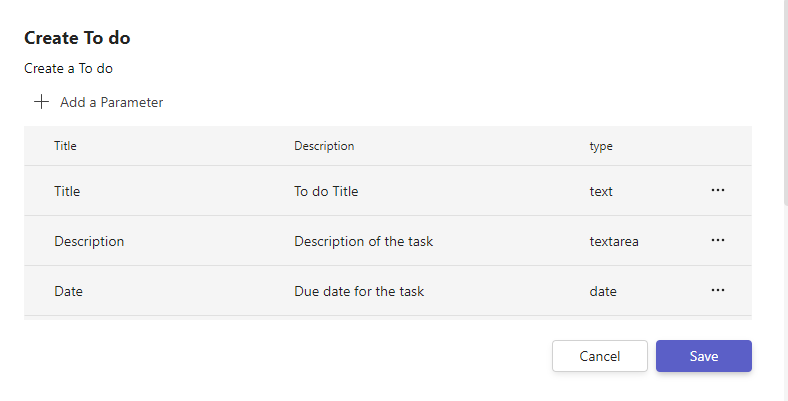 Create To do
Create a To do
+ Add a Parameter
Title Description type
Title To do Title text ...
Description Description of the task textarea ...
Date Due date for the task date ...
Cancel Save